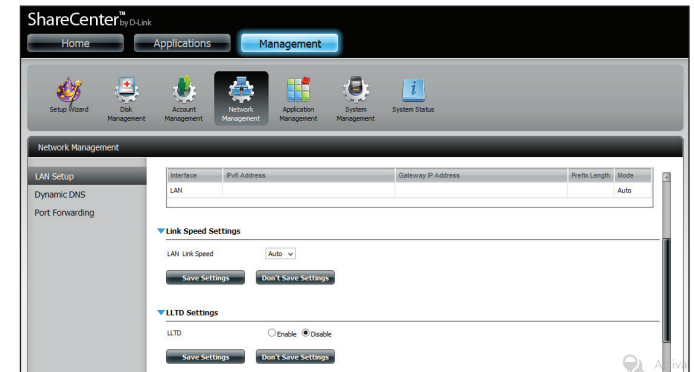 ShareCenter™ by D-Link
Home Applications Management
Setup Wizard Disk Management Account Management Network Management Application Management System Management System Status
Network Management
LAN Setup
Dynamic DNS
Port Forwarding
Interface IPv6 Address Gateway IP Address Prefix Length Mode
LAN Auto
Link Speed Settings
LAN Link Speed Auto
Save Settings Don't Save Settings
LLTD Settings
LLTD Enable Disable
Save Settings Don't Save Settings